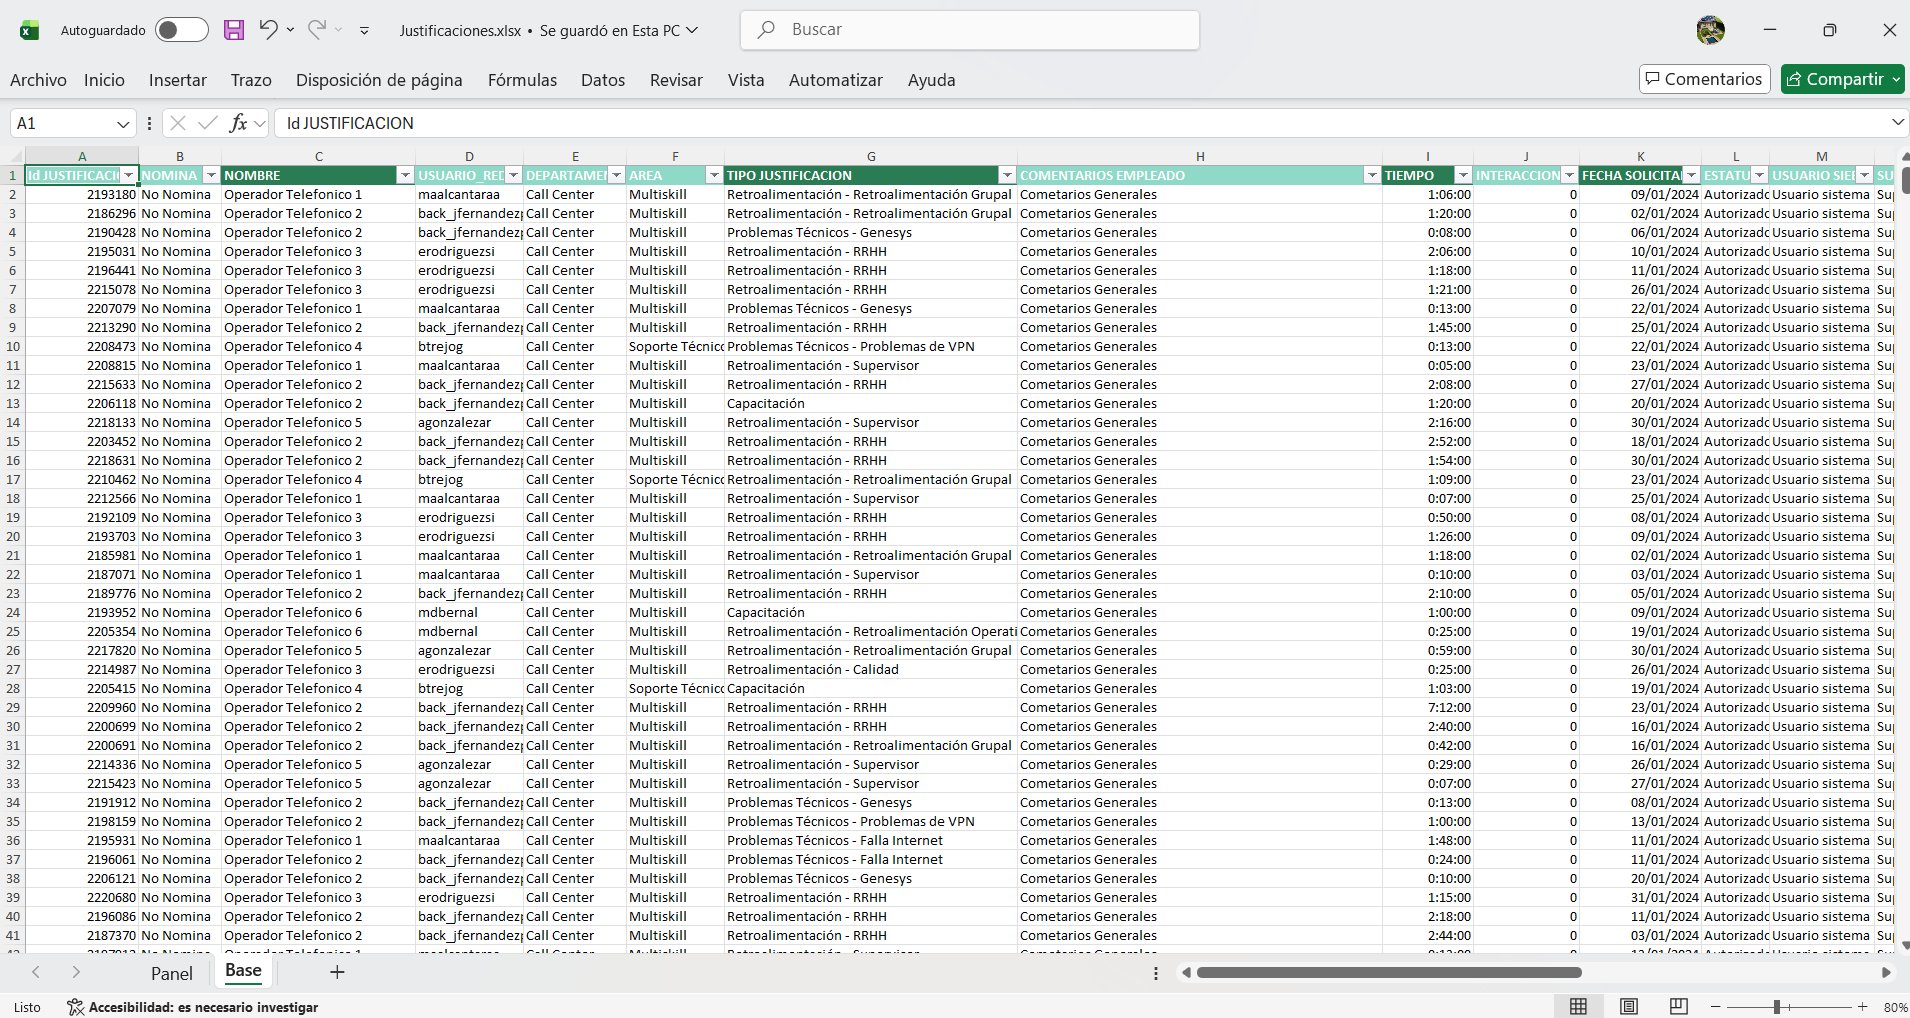 Autoguardado Justificaciones.xlsx • Se guardó en Esta PC Buscar
Archivo Inicio Insertar Trazo Disposición de página Fórmulas Datos Revisar Vista Automatizar Ayuda Comentarios Compartir
A1 fx Id JUSTIFICACION
A B C D E F G H I J K L M
1 Id JUSTIFICACI NOMINA NOMBRE USUARIO_RED DEPARTAMEN AREA TIPO JUSTIFICACION COMENTARIOS EMPLEADO TIEMPO INTERACCION FECHA SOLICITA ESTATU USUARIO SIEB SU
2 2193180 No Nomina Operador Telefonico 1 maalcantaraa Call Center Multiskill Retroalimentación - Retroalimentación Grupal Cometarios Generales 1:06:00 0 09/01/2024 Autorizado Usuario sistema Su
3 2186296 No Nomina Operador Telefonico 2 back_jfernandez Call Center Multiskill Retroalimentación - Retroalimentación Grupal Cometarios Generales 1:20:00 0 02/01/2024 Autorizado Usuario sistema Su
4 2190428 No Nomina Operador Telefonico 2 back_jfernandez Call Center Multiskill Problemas Técnicos - Genesys Cometarios Generales 0:08:00 0 06/01/2024 Autorizado Usuario sistema Su
5 2195031 No Nomina Operador Telefonico 3 erodriguezsi Call Center Multiskill Retroalimentación - RRHH Cometarios Generales 2:06:00 0 10/01/2024 Autorizado Usuario sistema Su
6 2196441 No Nomina Operador Telefonico 3 erodriguezsi Call Center Multiskill Retroalimentación - RRHH Cometarios Generales 1:18:00 0 11/01/2024 Autorizado Usuario sistema Su
7 2215078 No Nomina Operador Telefonico 3 erodriguezsi Call Center Multiskill Retroalimentación - RRHH Cometarios Generales 1:21:00 0 26/01/2024 Autorizado Usuario sistema Su
8 2207079 No Nomina Operador Telefonico 1 maalcantaraa Call Center Multiskill Problemas Técnicos - Genesys Cometarios Generales 0:13:00 0 22/01/2024 Autorizado Usuario sistema Su
9 2213290 No Nomina Operador Telefonico 2 back_jfernandez Call Center Multiskill Retroalimentación - RRHH Cometarios Generales 1:45:00 0 25/01/2024 Autorizado Usuario sistema Su
10 2208473 No Nomina Operador Telefonico 4 btrejog Call Center Soporte Técnico Problemas Técnicos - Problemas de VPN Cometarios Generales 0:13:00 0 22/01/2024 Autorizado Usuario sistema Su
11 2208815 No Nomina Operador Telefonico 1 maalcantaraa Call Center Multiskill Retroalimentación - Supervisor Cometarios Generales 0:05:00 0 23/01/2024 Autorizado Usuario sistema Su
12 2215633 No Nomina Operador Telefonico 2 back_jfernandez Call Center Multiskill Retroalimentación - RRHH Cometarios Generales 2:08:00 0 27/01/2024 Autorizado Usuario sistema Su
13 2206118 No Nomina Operador Telefonico 2 back_jfernandez Call Center Multiskill Capacitación Cometarios Generales 1:20:00 0 20/01/2024 Autorizado Usuario sistema Su
14 2218133 No Nomina Operador Telefonico 5 agonzalezar Call Center Multiskill Retroalimentación - Supervisor Cometarios Generales 2:16:00 0 30/01/2024 Autorizado Usuario sistema Su
15 2203452 No Nomina Operador Telefonico 2 back_jfernandez Call Center Multiskill Retroalimentación - RRHH Cometarios Generales 2:52:00 0 18/01/2024 Autorizado Usuario sistema Su
16 2218631 No Nomina Operador Telefonico 2 back_jfernandez Call Center Multiskill Retroalimentación - RRHH Cometarios Generales 1:54:00 0 30/01/2024 Autorizado Usuario sistema Su
17 2210462 No Nomina Operador Telefonico 4 btrejog Call Center Soporte Técnico Retroalimentación - Retroalimentación Grupal Cometarios Generales 1:09:00 0 23/01/2024 Autorizado Usuario sistema Su
18 2212566 No Nomina Operador Telefonico 1 maalcantaraa Call Center Multiskill Retroalimentación - Supervisor Cometarios Generales 0:07:00 0 25/01/2024 Autorizado Usuario sistema Su
19 2192109 No Nomina Operador Telefonico 3 erodriguezsi Call Center Multiskill Retroalimentación - RRHH Cometarios Generales 0:50:00 0 08/01/2024 Autorizado Usuario sistema Su
20 2193703 No Nomina Operador Telefonico 3 erodriguezsi Call Center Multiskill Retroalimentación - RRHH Cometarios Generales 1:26:00 0 09/01/2024 Autorizado Usuario sistema Su
21 2185981 No Nomina Operador Telefonico 1 maalcantaraa Call Center Multiskill Retroalimentación - Retroalimentación Grupal Cometarios Generales 1:18:00 0 02/01/2024 Autorizado Usuario sistema Su
22 2187071 No Nomina Operador Telefonico 1 maalcantaraa Call Center Multiskill Retroalimentación - Supervisor Cometarios Generales 0:10:00 0 03/01/2024 Autorizado Usuario sistema Su
23 2189776 No Nomina Operador Telefonico 2 back_jfernandez Call Center Multiskill Retroalimentación - RRHH Cometarios Generales 2:10:00 0 05/01/2024 Autorizado Usuario sistema Su
24 2193952 No Nomina Operador Telefonico 6 mdbernal Call Center Multiskill Capacitación Cometarios Generales 1:00:00 0 09/01/2024 Autorizado Usuario sistema Su
25 2205354 No Nomina Operador Telefonico 6 mdbernal Call Center Multiskill Retroalimentación - Retroalimentación Operati Cometarios Generales 0:25:00 0 19/01/2024 Autorizado Usuario sistema Su
26 2217820 No Nomina Operador Telefonico 5 agonzalezar Call Center Multiskill Retroalimentación - Retroalimentación Grupal Cometarios Generales 0:59:00 0 30/01/2024 Autorizado Usuario sistema Su
27 2214987 No Nomina Operador Telefonico 3 erodriguezsi Call Center Multiskill Retroalimentación - Calidad Cometarios Generales 0:25:00 0 26/01/2024 Autorizado Usuario sistema Su
28 2205415 No Nomina Operador Telefonico 4 btrejog Call Center Soporte Técnico Capacitación Cometarios Generales 1:03:00 0 19/01/2024 Autorizado Usuario sistema Su
29 2209960 No Nomina Operador Telefonico 2 back_jfernandez Call Center Multiskill Retroalimentación - RRHH Cometarios Generales 7:12:00 0 23/01/2024 Autorizado Usuario sistema Su
30 2200699 No Nomina Operador Telefonico 2 back_jfernandez Call Center Multiskill Retroalimentación - RRHH Cometarios Generales 2:40:00 0 16/01/2024 Autorizado Usuario sistema Su
31 2200691 No Nomina Operador Telefonico 2 back_jfernandez Call Center Multiskill Retroalimentación - Retroalimentación Grupal Cometarios Generales 0:42:00 0 16/01/2024 Autorizado Usuario sistema Su
32 2214336 No Nomina Operador Telefonico 5 agonzalezar Call Center Multiskill Retroalimentación - Supervisor Cometarios Generales 0:29:00 0 26/01/2024 Autorizado Usuario sistema Su
33 2215423 No Nomina Operador Telefonico 5 agonzalezar Call Center Multiskill Retroalimentación - Supervisor Cometarios Generales 0:07:00 0 27/01/2024 Autorizado Usuario sistema Su
34 2191912 No Nomina Operador Telefonico 2 back_jfernandez Call Center Multiskill Problemas Técnicos - Genesys Cometarios Generales 0:13:00 0 08/01/2024 Autorizado Usuario sistema Su
35 2198159 No Nomina Operador Telefonico 2 back_jfernandez Call Center Multiskill Problemas Técnicos - Problemas de VPN Cometarios Generales 1:00:00 0 13/01/2024 Autorizado Usuario sistema Su
36 2195931 No Nomina Operador Telefonico 1 maalcantaraa Call Center Multiskill Problemas Técnicos - Falla Internet Cometarios Generales 1:48:00 0 11/01/2024 Autorizado Usuario sistema Su
37 2196061 No Nomina Operador Telefonico 2 back_jfernandez Call Center Multiskill Problemas Técnicos - Falla Internet Cometarios Generales 0:24:00 0 11/01/2024 Autorizado Usuario sistema Su
38 2206121 No Nomina Operador Telefonico 2 back_jfernandez Call Center Multiskill Problemas Técnicos - Genesys Cometarios Generales 0:10:00 0 20/01/2024 Autorizado Usuario sistema Su
39 2220680 No Nomina Operador Telefonico 3 erodriguezsi Call Center Multiskill Retroalimentación - RRHH Cometarios Generales 1:15:00 0 31/01/2024 Autorizado Usuario sistema Su
40 2196086 No Nomina Operador Telefonico 2 back_jfernandez Call Center Multiskill Retroalimentación - RRHH Cometarios Generales 2:18:00 0 11/01/2024 Autorizado Usuario sistema Su
41 2187370 No Nomina Operador Telefonico 2 back_jfernandez Call Center Multiskill Retroalimentación - RRHH Cometarios Generales 2:44:00 0 03/01/2024 Autorizado Usuario sistema Su
Panel Base
Listo Accesibilidad: es necesario investigar 80%